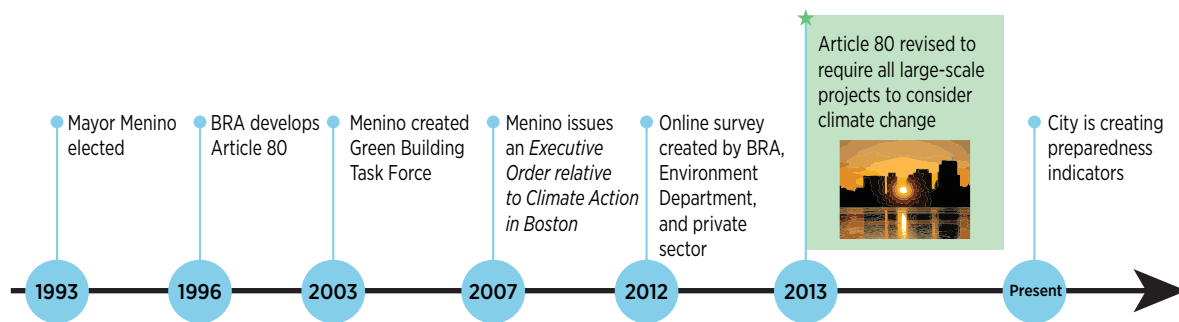 Mayor Menino
elected
BRA develops
Article 80
Menino created
Green Building
Task Force
Menino issues
an Executive
Order relative
to Climate Action
in Boston
Online survey
created by BRA,
Environment
Department,
and private
sector
Article 80 revised to
require all large-scale
projects to consider
climate change
City is creating
preparedness
indicators
1993
1996
2003
2007
2012
2013
Present